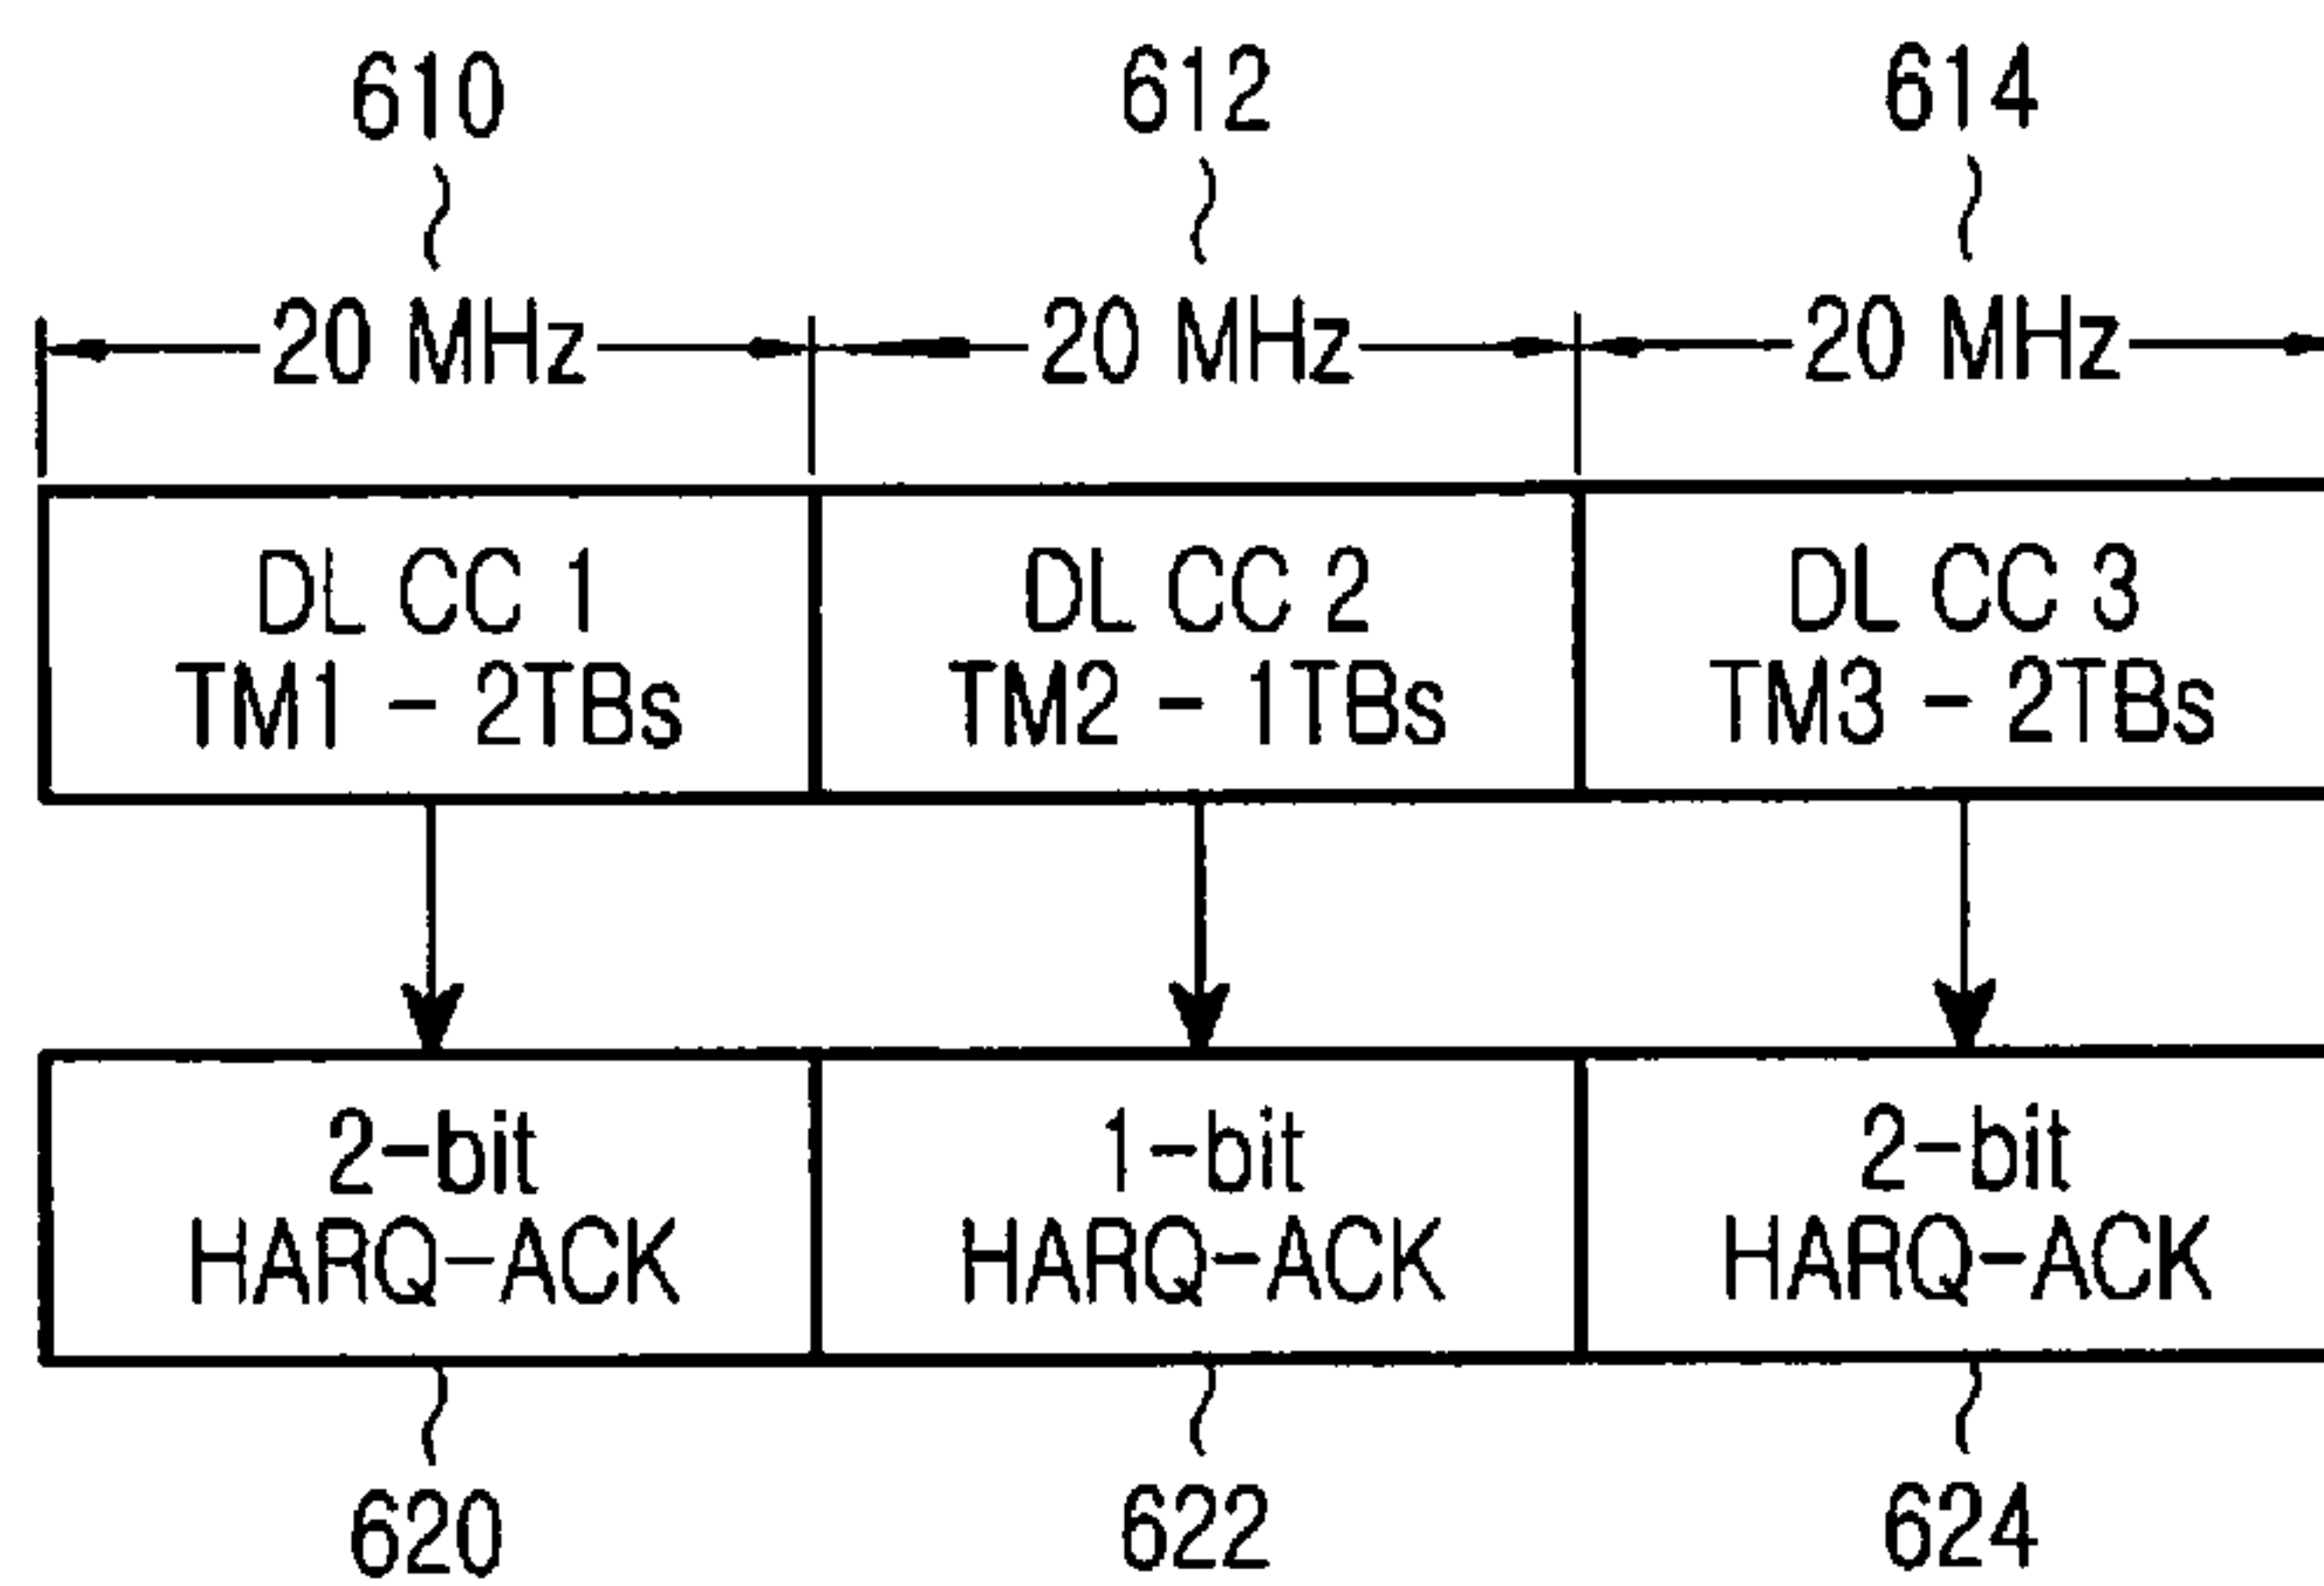 610 612 614
20 MHz 20 MHz 20 MHz
DL CC 1 DL CC 2 DL CC 3
TM1 - 2TBs TM2 - 1TBs TM3 - 2TBs
2-bit 1-bit 2-bit
HARQ-ACK HARQ-ACK HARQ-ACK
620 622 624